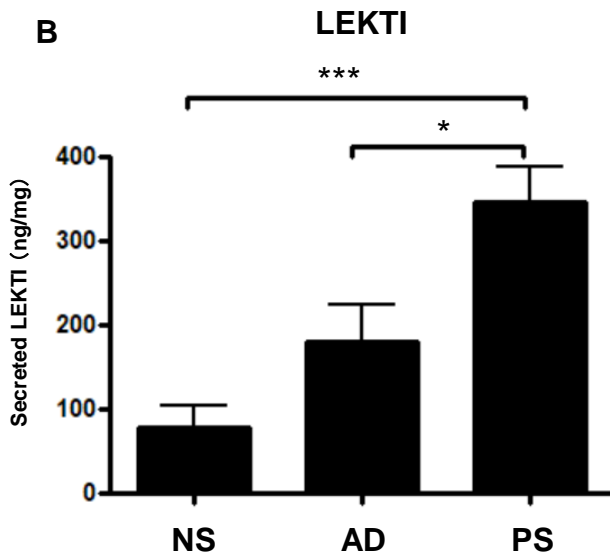 B
LEKTI
***
*
400
300
200
100
0
Secreted LEKTI (ng/mg)
NS AD PS